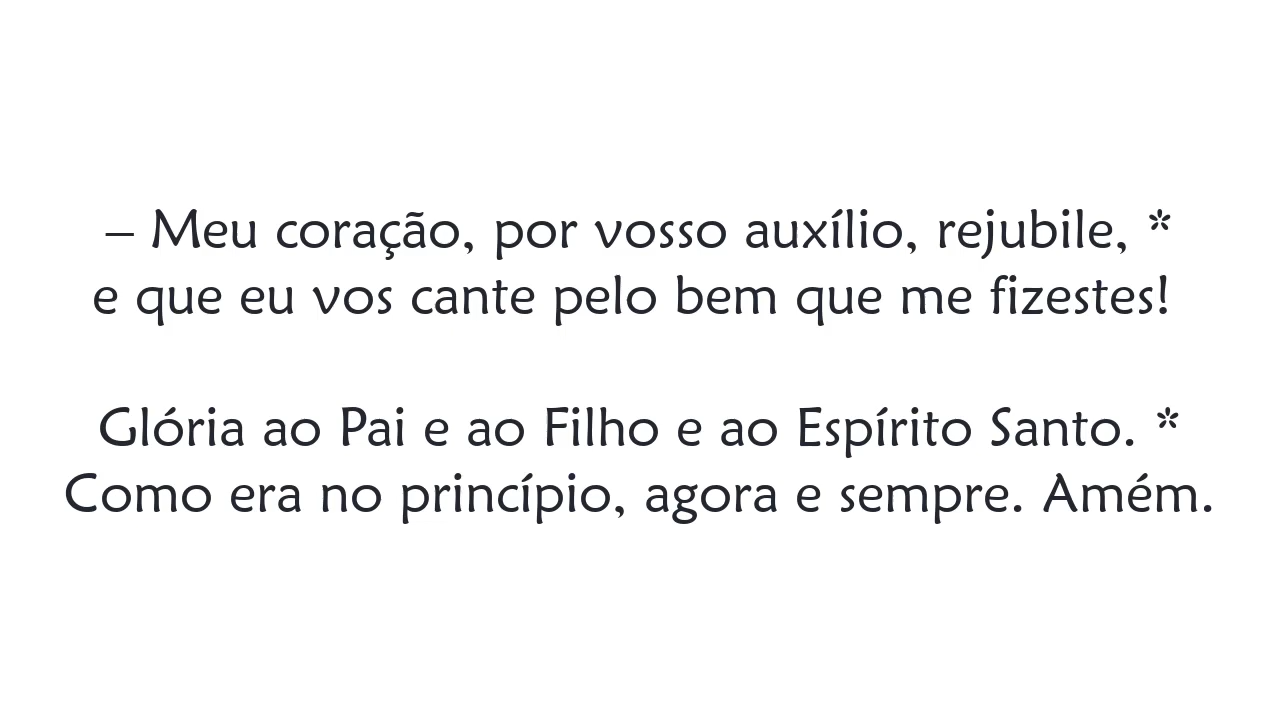 – Meu coração, por vosso auxílio, rejubile, *
e que eu vos cante pelo bem que me fizestes!
Glória ao Pai e ao Filho e ao Espírito Santo. *
Como era no princípio, agora e sempre. Amém.